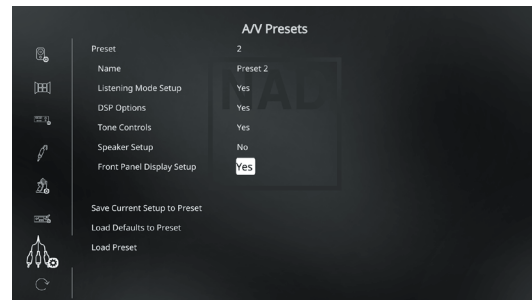 A/V Presets
Preset 2
Name Preset 2
Listening Mode Setup Yes
DSP Options Yes
Tone Controls Yes
Speaker Setup No
Front Panel Display Setup Yes
Save Current Setup to Preset
Load Defaults to Preset
Load Preset
NAD